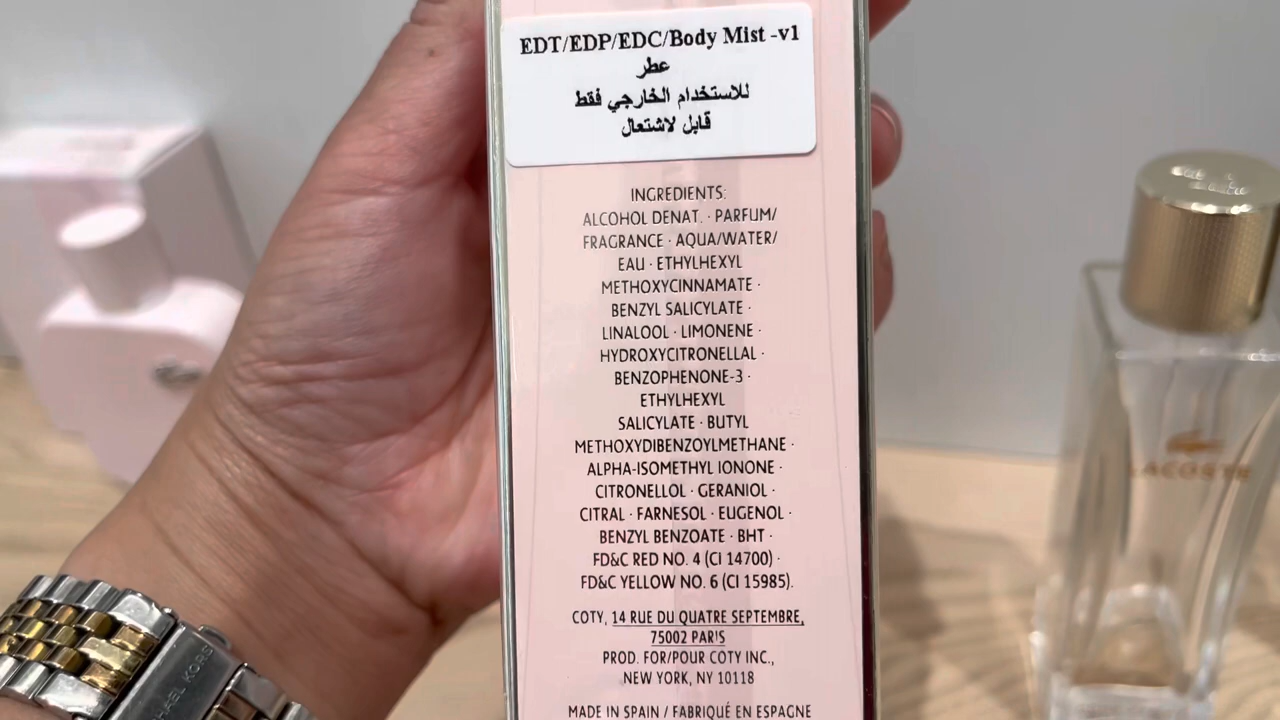 EDT/EDP/EDC/Body Mist -v1
عطر
للاستخدام الخارجي فقط
قابل لاشتعال
INGREDIENTS:
ALCOHOL DENAT. · PARFUM/
FRAGRANCE · AQUA/WATER/
EAU · ETHYLHEXYL
METHOXYCINNAMATE ·
BENZYL SALICYLATE ·
LINALOOL · LIMONENE ·
HYDROXYCITRONELLAL ·
BENZOPHENONE-3 ·
ETHYLHEXYL
SALICYLATE · BUTYL
METHOXYDIBENZOYLMETHANE ·
ALPHA-ISOMETHYL IONONE ·
CITRONELLOL · GERANIOL ·
CITRAL · FARNESOL · EUGENOL ·
BENZYL BENZOATE · BHT ·
FD&C RED NO. 4 (CI 14700) ·
FD&C YELLOW NO. 6 (CI 15985).
COTY, 14 RUE DU QUATRE SEPTEMBRE,
75002 PARIS
PROD. FOR/POUR COTY INC.,
NEW YORK, NY 10118
MADE IN SPAIN / FABRIQUÉ EN ESPAGNE
LACOSTE
HAEL KORS